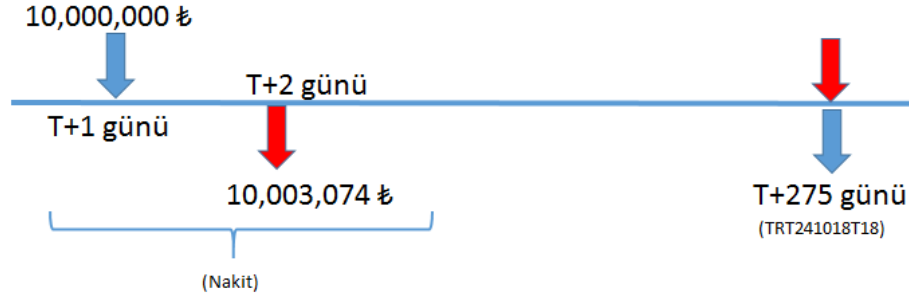 10,000,000 ₺
T+2 günü
T+1 günü
10,003,074 ₺
T+275 günü
(TRT241018T18)
(Nakit)